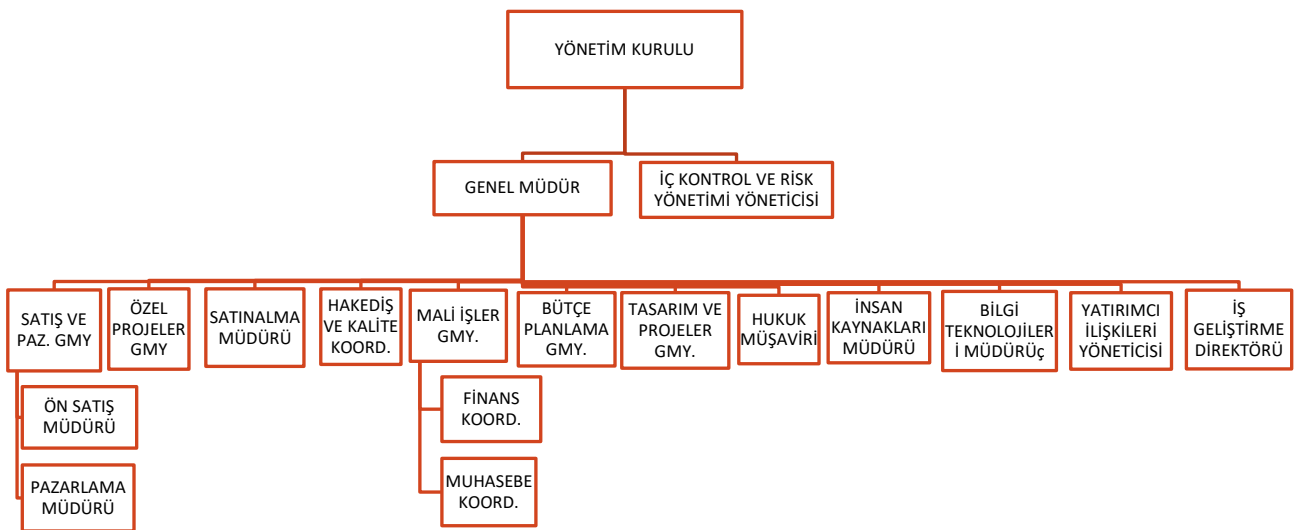 YÖNETİM KURULU
GENEL MÜDÜR
İÇ KONTROL VE RİSK
YÖNETİMİ YÖNETİCİSİ
SATIŞ VE
PAZ. GMY
ÖZEL
PROJELER
GMY
SATINALMA
MÜDÜRÜ
HAKEDİŞ
VE KALİTE
KOORD.
MALİ İŞLER
GMY.
BÜTÇE
PLANLAMA
GMY.
TASARIM VE
PROJELER
GMY.
HUKUK
MÜŞAVİRİ
İNSAN
KAYNAKLARI
MÜDÜRÜ
BİLGİ
TEKNOLOJİLER
İ MÜDÜRÜÇ
YATIRIMCI
İLİŞKİLERİ
YÖNETİCİSİ
İŞ
GELİŞTİRME
DİREKTÖRÜ
ÖN SATIŞ
MÜDÜRÜ
PAZARLAMA
MÜDÜRÜ
FİNANS
KOORD.
MUHASEBE
KOORD.